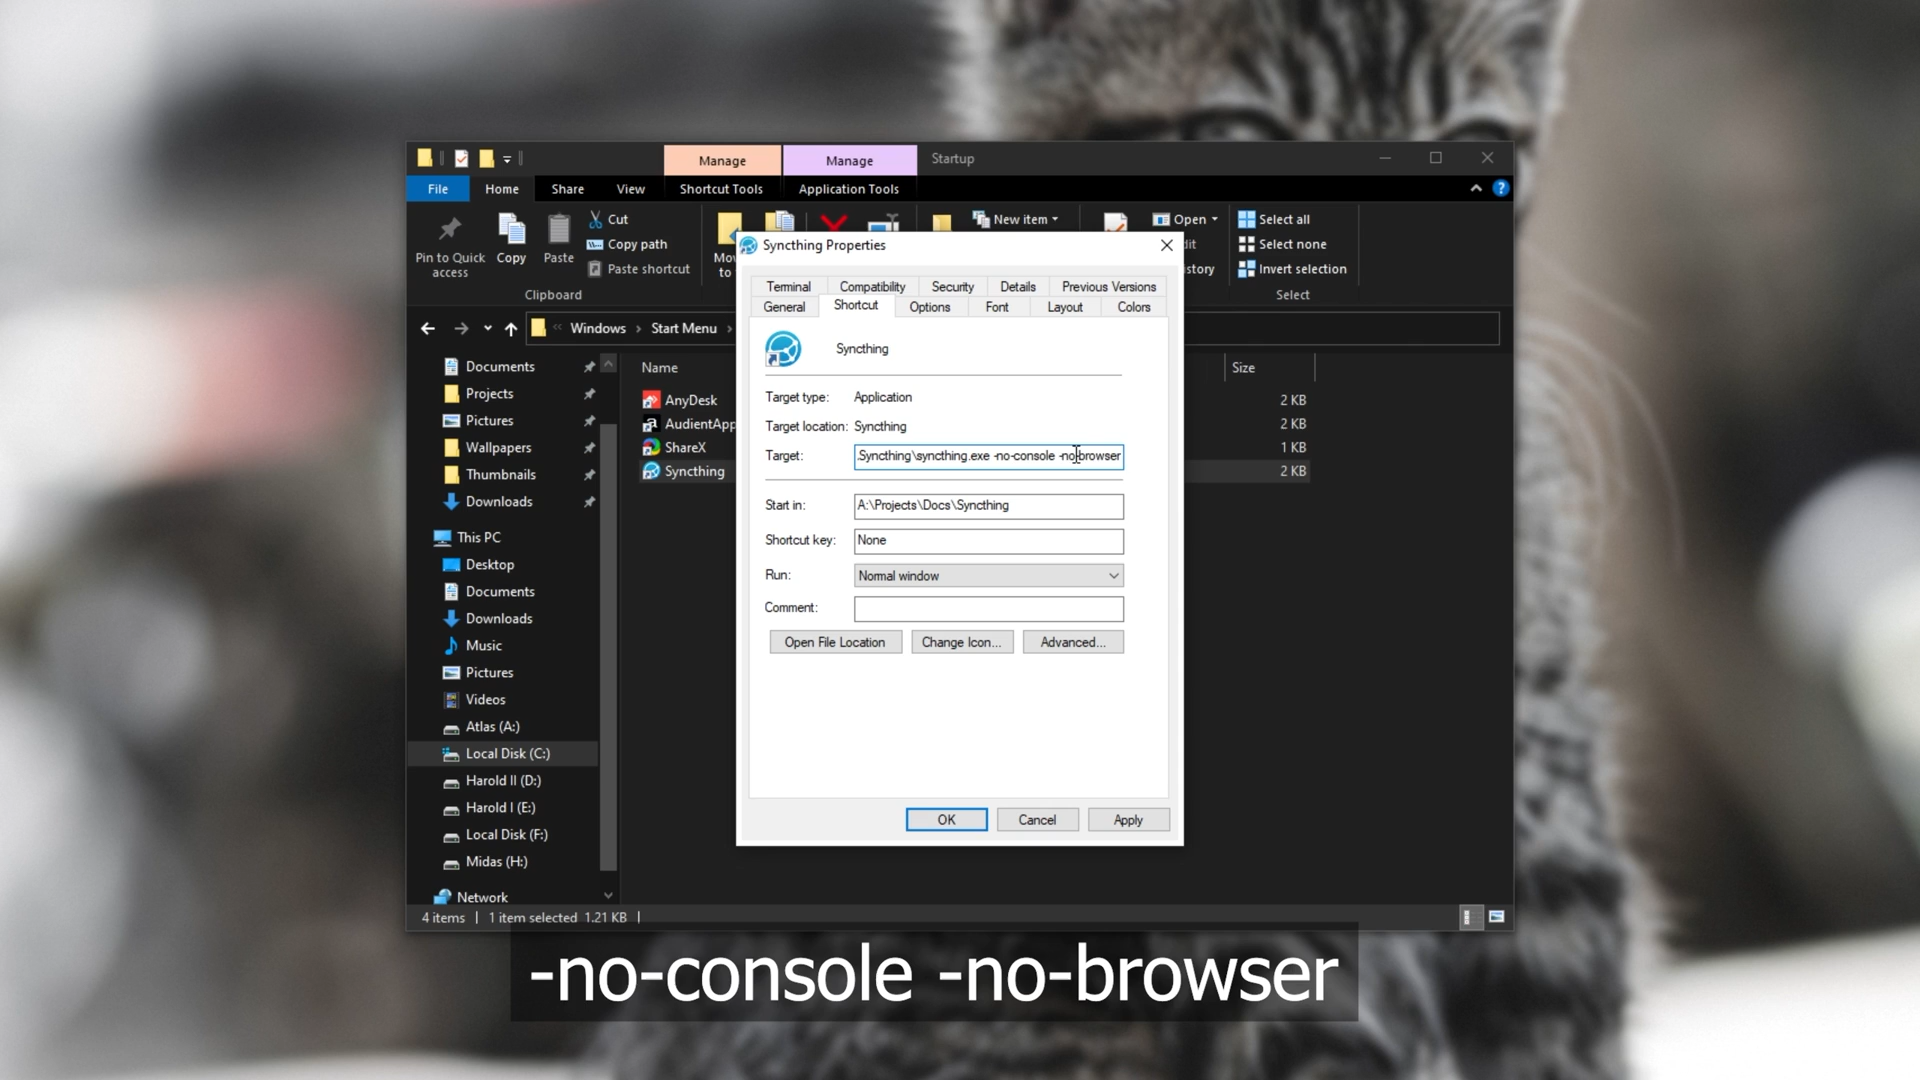 Manage
Manage
Startup
File
Home
Share
View
Shortcut Tools
Application Tools
Pin to Quick
access
Copy
Paste
Cut
Copy path
Paste shortcut
Clipboard
New item
Open
Select all
Select none
Invert selection
Select
Windows
Start Menu
Documents
Projects
Pictures
Wallpapers
Thumbnails
Downloads
This PC
Desktop
Documents
Downloads
Music
Pictures
Videos
Atlas (A:)
Local Disk (C:)
Harold II (D:)
Harold I (E:)
Local Disk (F:)
Midas (H:)
Network
Name
Size
AnyDesk
2 KB
AudientApp
2 KB
ShareX
1 KB
Syncthing
2 KB
4 items
1 item selected 1.21 KB
Syncthing Properties
Terminal
Compatibility
Security
Details
Previous Versions
General
Shortcut
Options
Font
Layout
Colors
Syncthing
Target type: Application
Target location: Syncthing
Target: Syncthing\syncthing.exe -no-console -no-browser
Start in: A:\Projects\Docs\Syncthing
Shortcut key: None
Run: Normal window
Comment:
Open File Location
Change Icon...
Advanced...
OK
Cancel
Apply
-no-console -no-browser